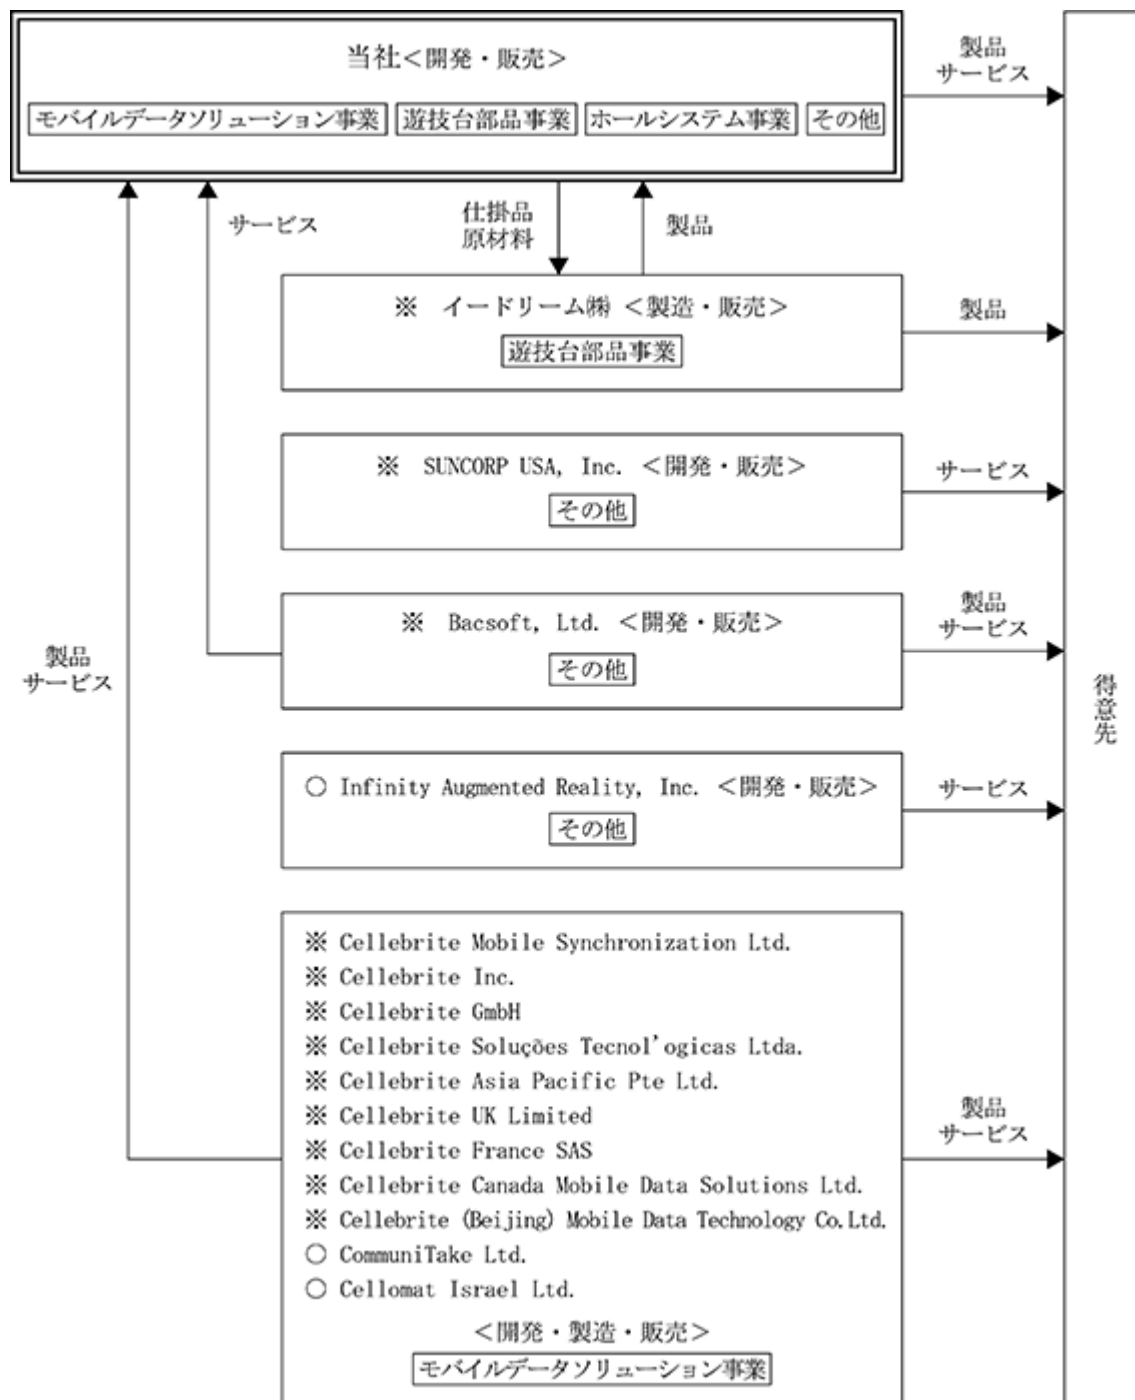 当社＜開発・販売＞
モバイルデータソリューション事業 遊技台部品事業 ホールシステム事業 その他
製品
サービス
サービス
仕掛品
原材料
製品
※ イードリーム㈱ ＜製造・販売＞
遊技台部品事業
製品
※ SUNCORP USA, Inc. ＜開発・販売＞
その他
サービス
※ Bacsoft, Ltd. ＜開発・販売＞
その他
製品
サービス
製品
サービス
得意先
○ Infinity Augmented Reality, Inc. ＜開発・販売＞
その他
サービス
※ Cellebrite Mobile Synchronization Ltd.
※ Cellebrite Inc.
※ Cellebrite GmbH
※ Cellebrite Soluções Tecnol'ogicas Ltda.
※ Cellebrite Asia Pacific Pte Ltd.
※ Cellebrite UK Limited
※ Cellebrite France SAS
※ Cellebrite Canada Mobile Data Solutions Ltd.
※ Cellebrite (Beijing) Mobile Data Technology Co.Ltd.
○ CommuniTake Ltd.
○ Cellomat Israel Ltd.
＜開発・製造・販売＞
モバイルデータソリューション事業
製品
サービス